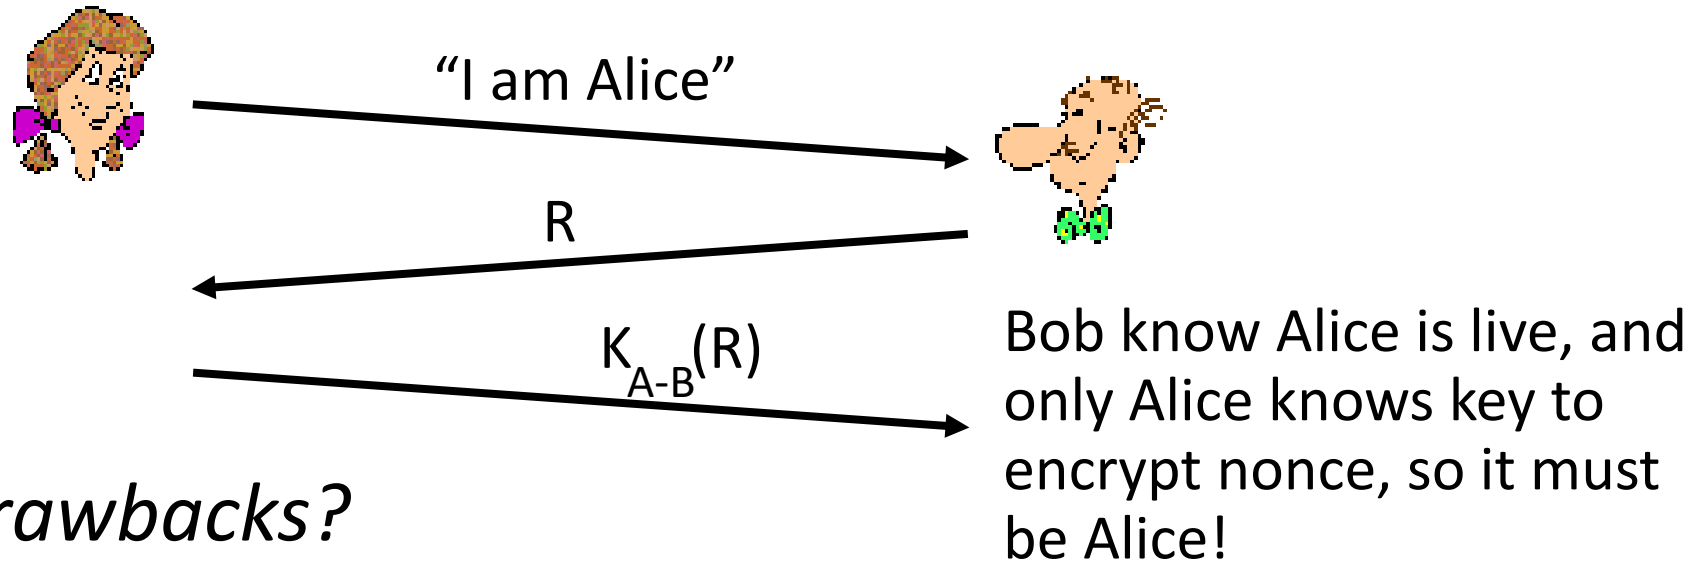 “I am Alice”
R
K A-B (R)
Bob know Alice is live, and
only Alice knows key to
encrypt nonce, so it must
be Alice!
rawbacks?